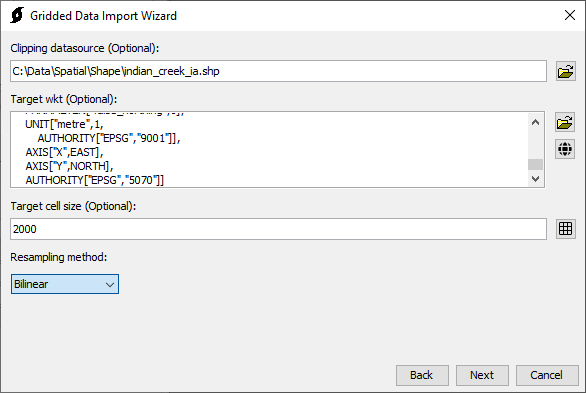 Gridded Data Import Wizard
Clipping datasource (Optional):
C:\Data\Spatial\Shape\indian_creek_ia.shp
Target wkt (Optional):
UNIT["metre",1,
AUTHORITY["EPSG","9001"]],
AXIS["X",EAST],
AXIS["Y",NORTH],
AUTHORITY["EPSG","5070"]]
Target cell size (Optional):
2000
Resampling method:
Bilinear
Back Next Cancel